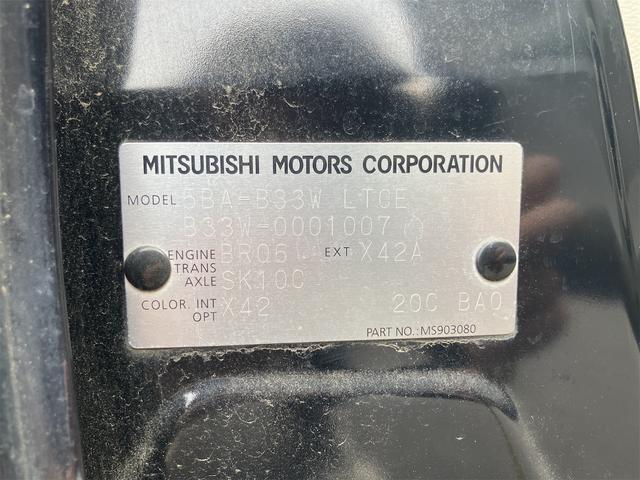 MITSUBISHI MOTORS CORPORATION
MODEL 5BA-B33W LTCE
B33W-0001007
ENGINE BR06 EXT X42A
TRANS
AXLE SK10C
COLOR. INT X42 20C BA0
OPT
PART NO.: MS903080